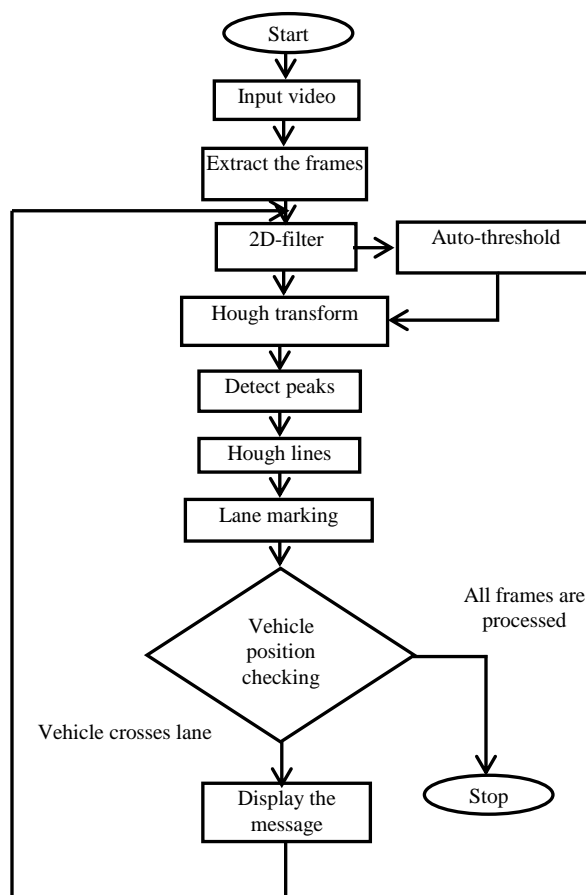 Start
Input video
Extract the frames
2D-filter
Auto-threshold
Hough transform
Detect peaks
Hough lines
Lane marking
Vehicle
position
checking
All frames are
processed
Vehicle crosses lane
Display the
message
Stop